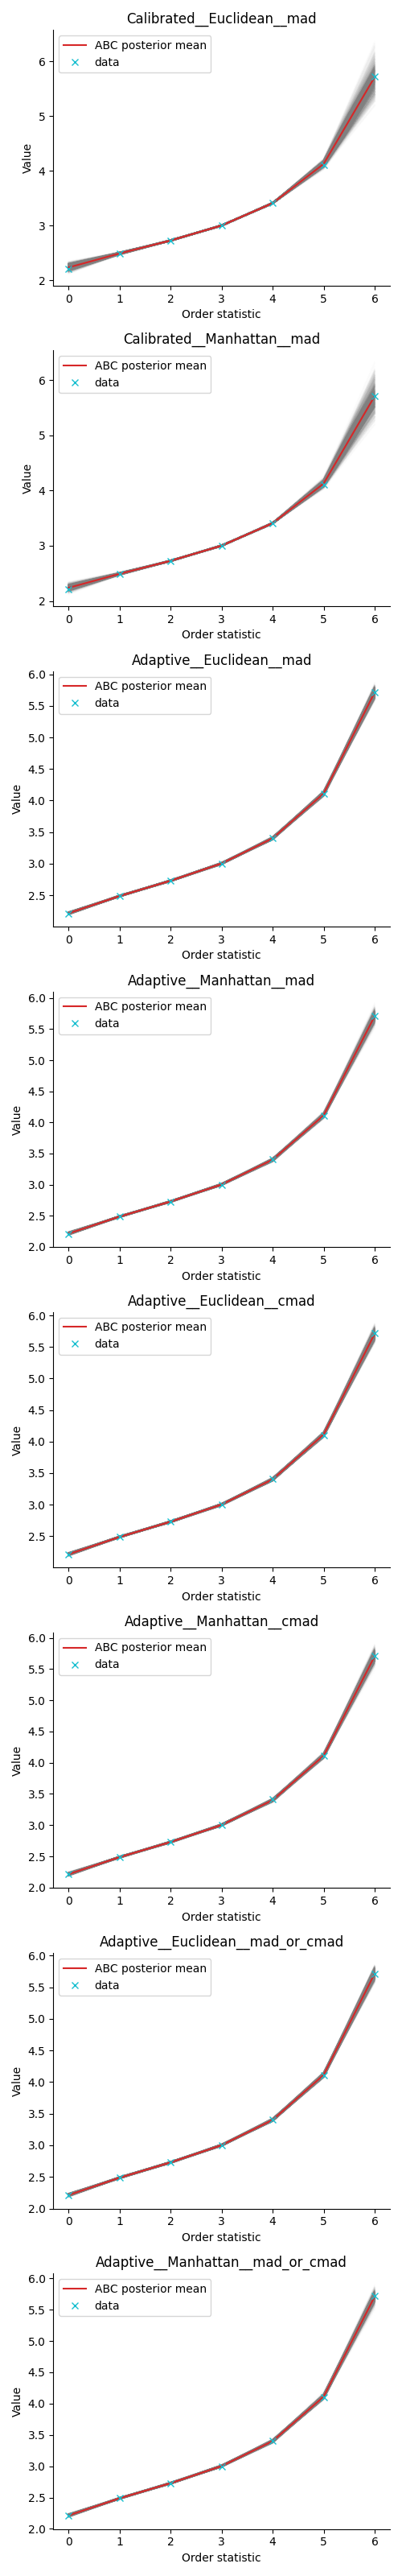 Calibrated__Euclidean__mad
ABC posterior mean
data
6
5
4
3
2
Value
0 1 2 3 4 5 6
Order statistic
Calibrated__Manhattan__mad
ABC posterior mean
data
6
5
4
3
2
Value
0 1 2 3 4 5 6
Order statistic
Adaptive__Euclidean__mad
ABC posterior mean
data
6.0
5.5
5.0
4.5
4.0
3.5
3.0
2.5
Value
0 1 2 3 4 5 6
Order statistic
Adaptive__Manhattan__mad
ABC posterior mean
data
6.0
5.5
5.0
4.5
4.0
3.5
3.0
2.5
2.0
Value
0 1 2 3 4 5 6
Order statistic
Adaptive__Euclidean__cmad
ABC posterior mean
data
6.0
5.5
5.0
4.5
4.0
3.5
3.0
2.5
Value
0 1 2 3 4 5 6
Order statistic
Adaptive__Manhattan__cmad
ABC posterior mean
data
6.0
5.5
5.0
4.5
4.0
3.5
3.0
2.5
2.0
Value
0 1 2 3 4 5 6
Order statistic
Adaptive__Euclidean__mad_or_cmad
ABC posterior mean
data
6.0
5.5
5.0
4.5
4.0
3.5
3.0
2.5
2.0
Value
0 1 2 3 4 5 6
Order statistic
Adaptive__Manhattan__mad_or_cmad
ABC posterior mean
data
6.0
5.5
5.0
4.5
4.0
3.5
3.0
2.5
2.0
Value
0 1 2 3 4 5 6
Order statistic